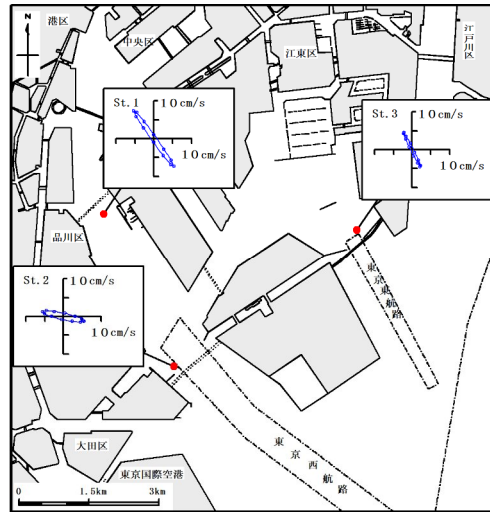 港区
N
中央区
江東区
江戸川区
St.1
10cm/s
10cm/s
St.3
10cm/s
10cm/s
品川区
St.2
10cm/s
10cm/s
東京東航路
東京西航路
大田区
東京国際空港
0 1.5km 3km